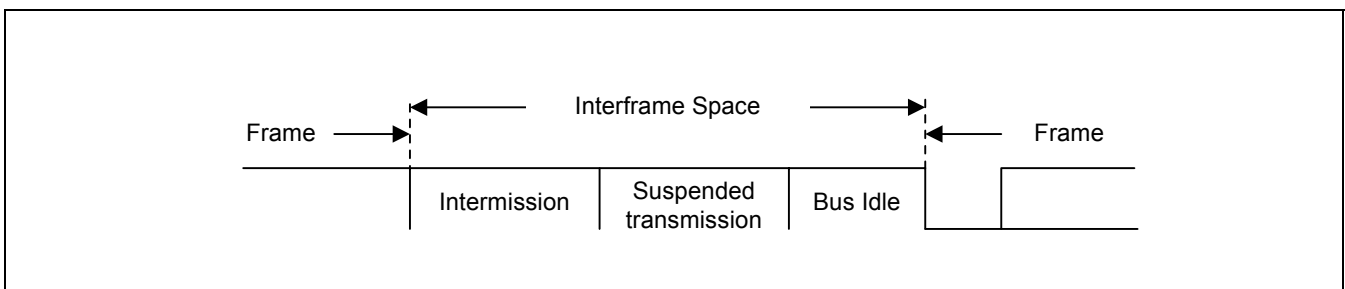 Interframe Space
Frame
Frame
Intermission
Suspended
transmission
Bus Idle